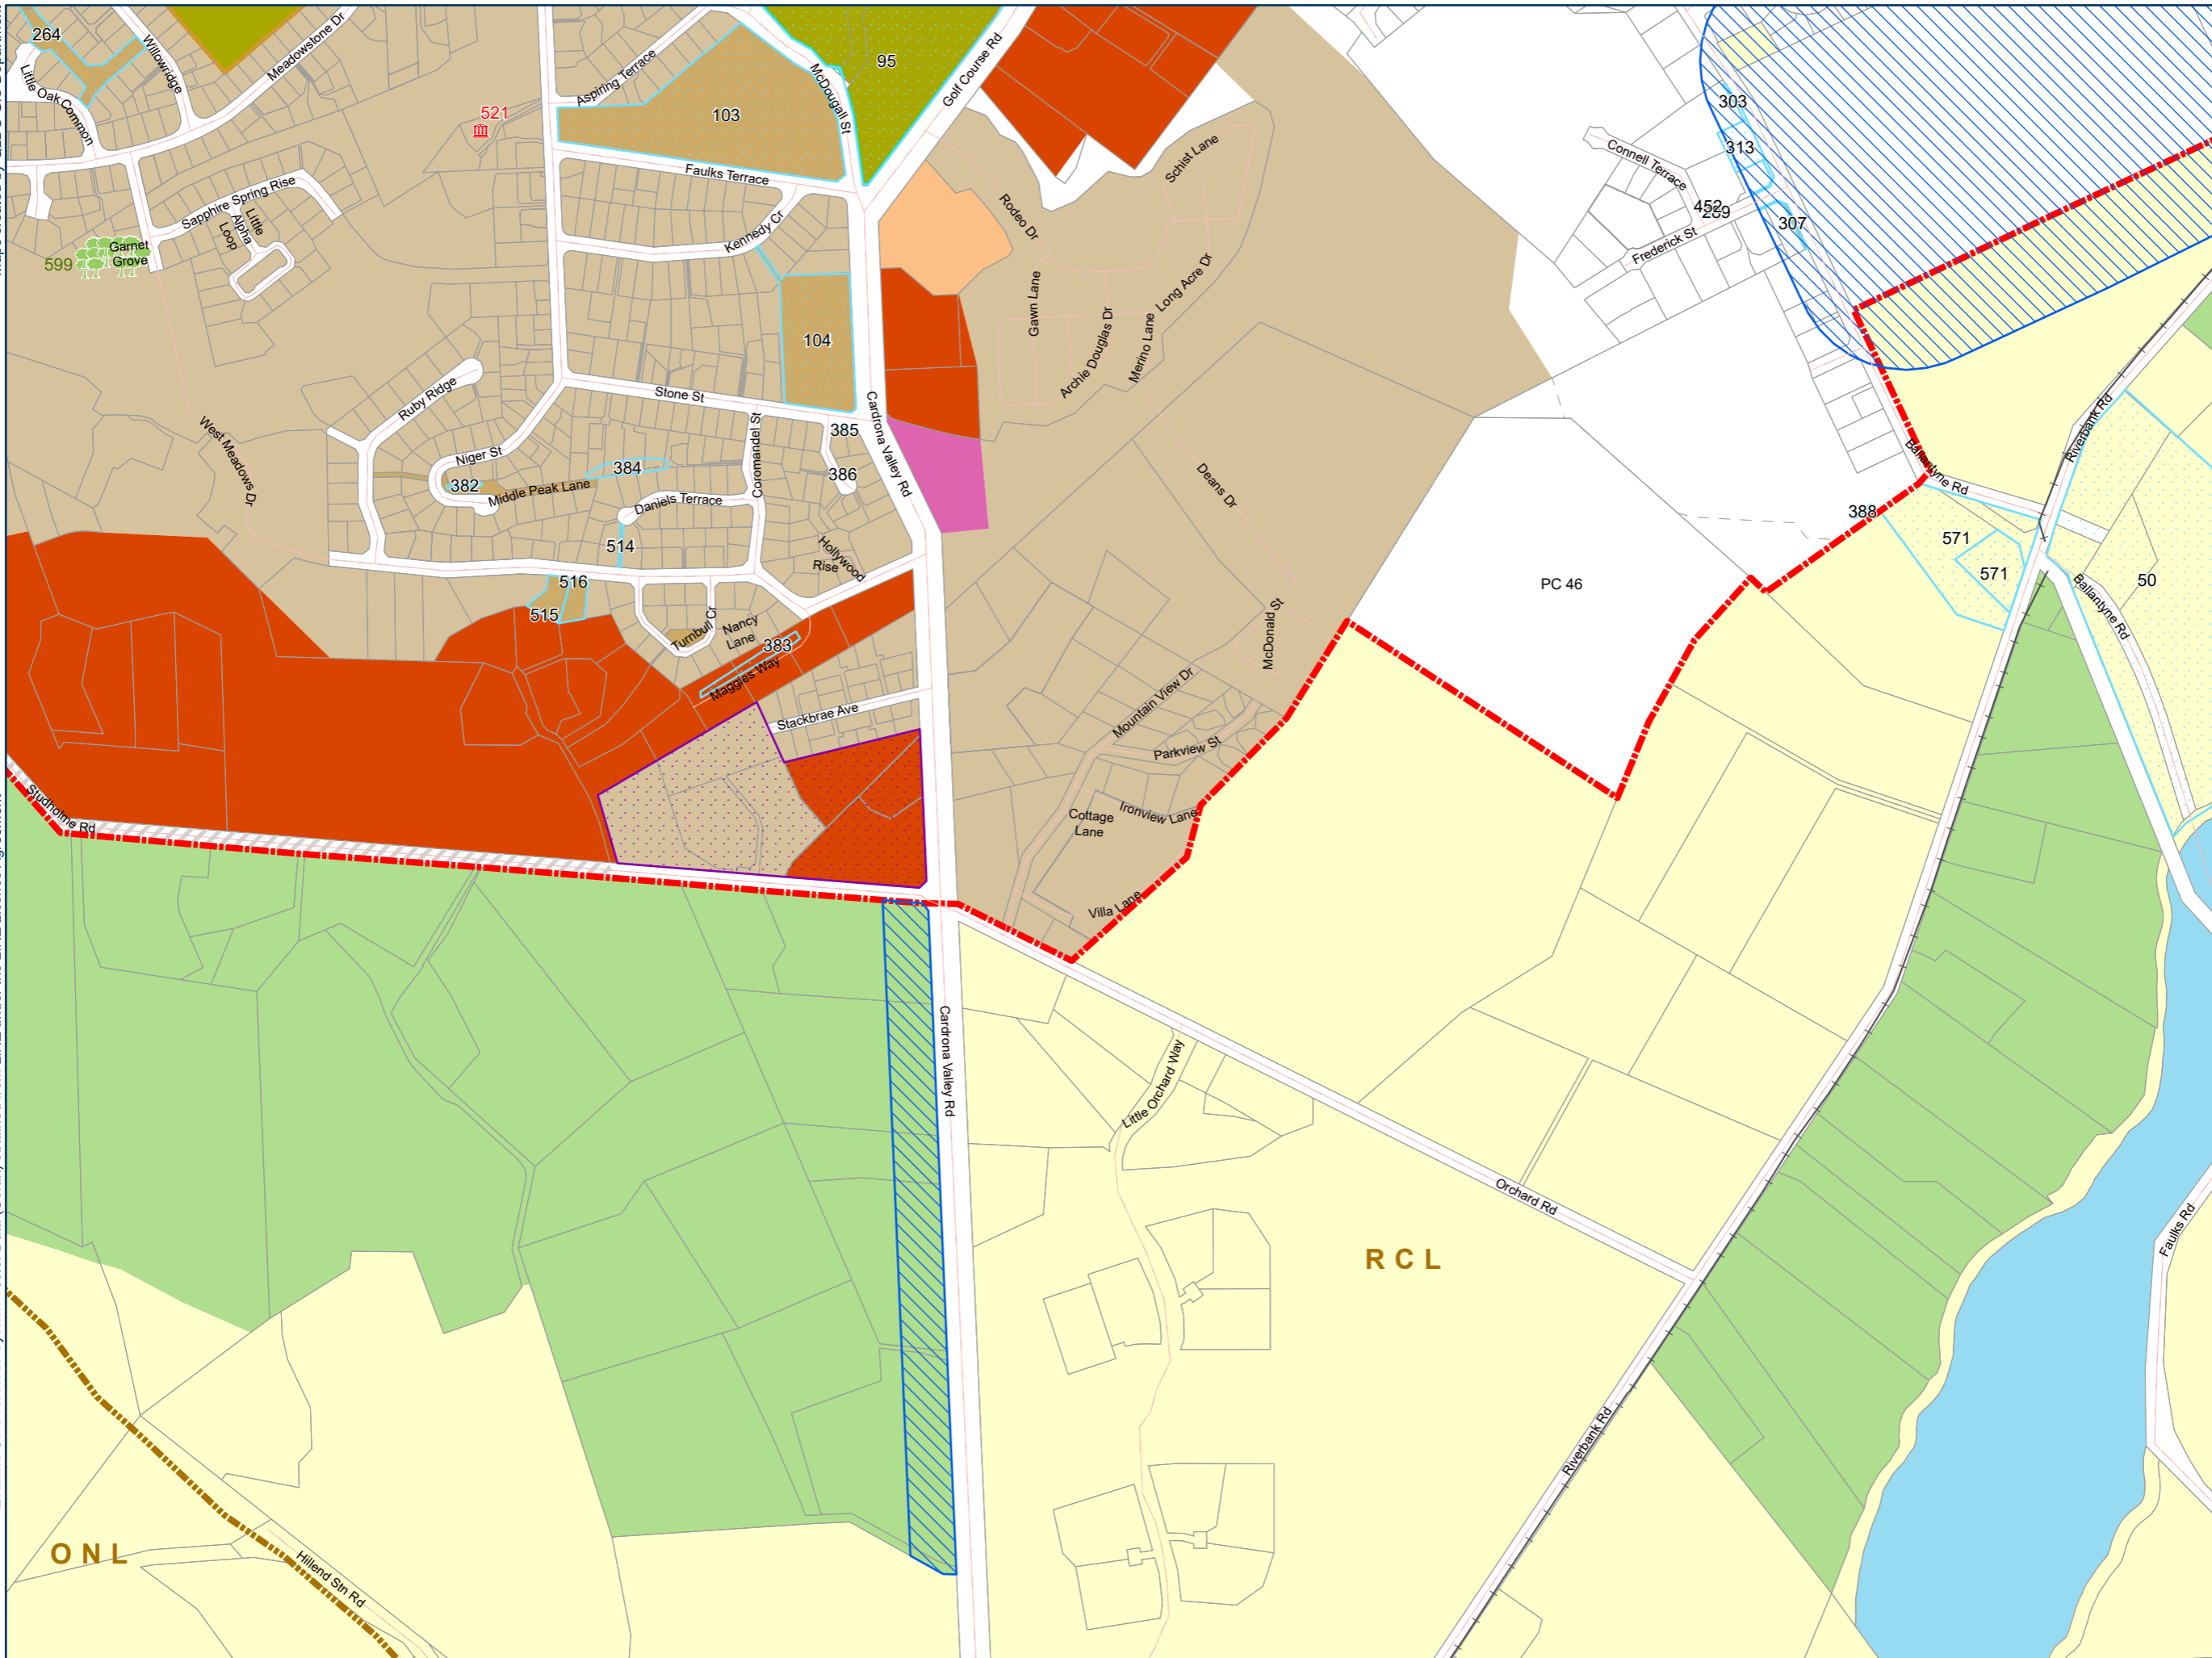 264
Willowridge
Meadowstone Dr
Little Oak Common
521
Aspiring Terrace
103
McDougall St
95
Golf Course Rd
Faulks Terrace
Sapphire Spring Rise
Little
Alpha
Loop
Garnet
Grove
599
Kennedy Cr
Rodeo Dr
Schist Lane
Gawn Lane
Long Acre Dr
Archie Douglas Dr
Merino Lane
303
313
Connell Terrace
452
307
Frederick St
104
Ruby Ridge
Stone St
Cardrona Valley Rd
385
386
Coromandel St
West Meadows Dr
Niger St
384
382
Middle Peak Lane
Daniels Terrace
514
Hollywood
Rise
Deans Dr
Riverbank Rd
Ballantyne Rd
388
571
571
50
Ballantyne Rd
PC 46
516
515
Turnbull Cr
Nancy
Lane
383
Maggies Way
McDonald St
Stackbrae Ave
Mountain View Dr
Parkview St
Ironview Lane
Cottage
Lane
Villa Lane
Studholme Rd
Cardrona Valley Rd
Little Orchard Way
Orchard Rd
Faulks Rd
RCL
Riverbank Rd
ONL
Hillend Stn Rd